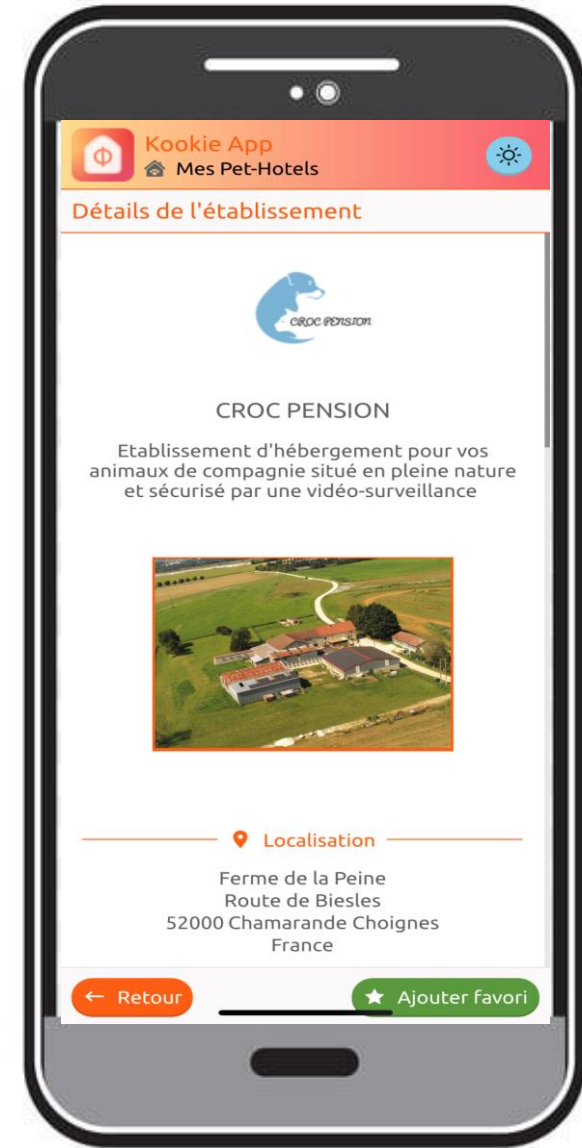 Kookie App
Mes Pet-Hotels
Détails de l'établissement
CROC PENSION
CROC PENSION
Etablissement d'hébergement pour vos
animaux de compagnie situé en pleine nature
et sécurisé par une vidéo-surveillance
Localisation
Ferme de la Peine
Route de Biesles
52000 Chamarande Choignes
France
← Retour
★ Ajouter favori